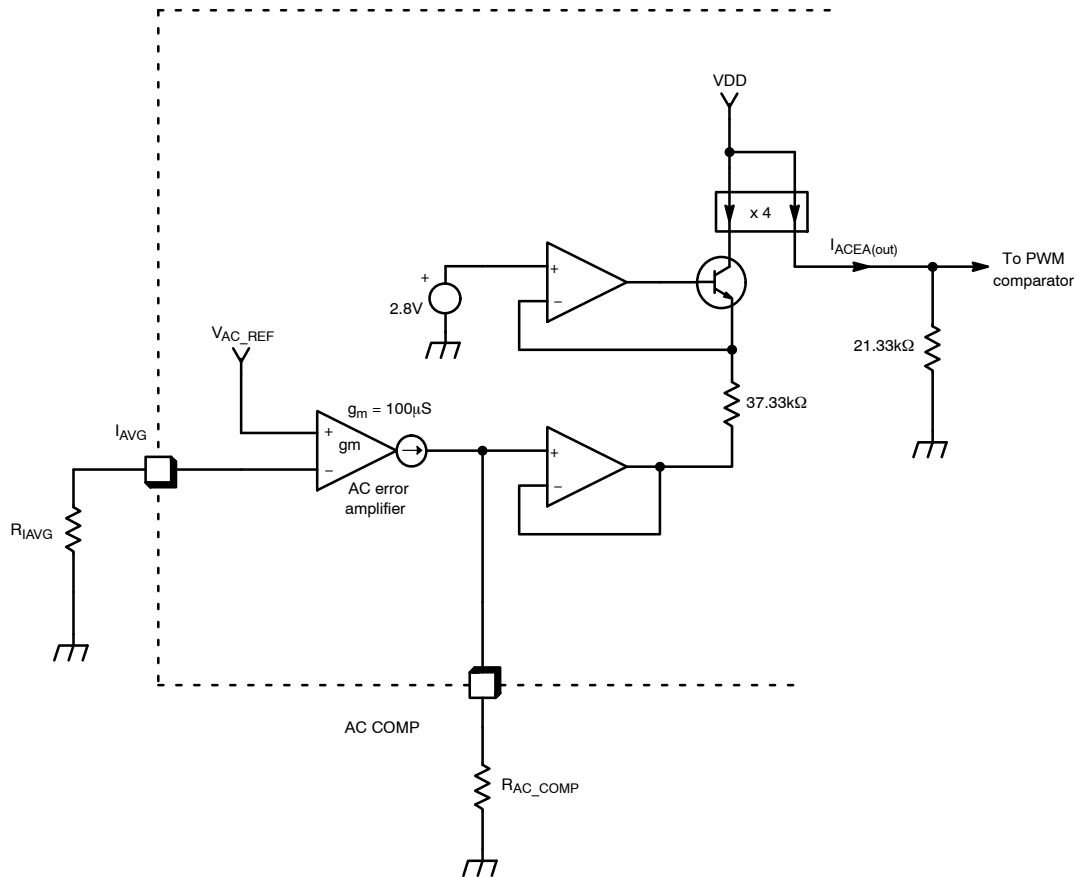 VDD
x 4
I_ACEA(out)
To PWM
comparator
+
2.8V
+
−
21.33kΩ
V_AC_REF
37.33kΩ
g_m = 100μS
I_AVG
+
gm
−
→
+
−
AC error
amplifier
R_IAVG
AC COMP
R_AC_COMP